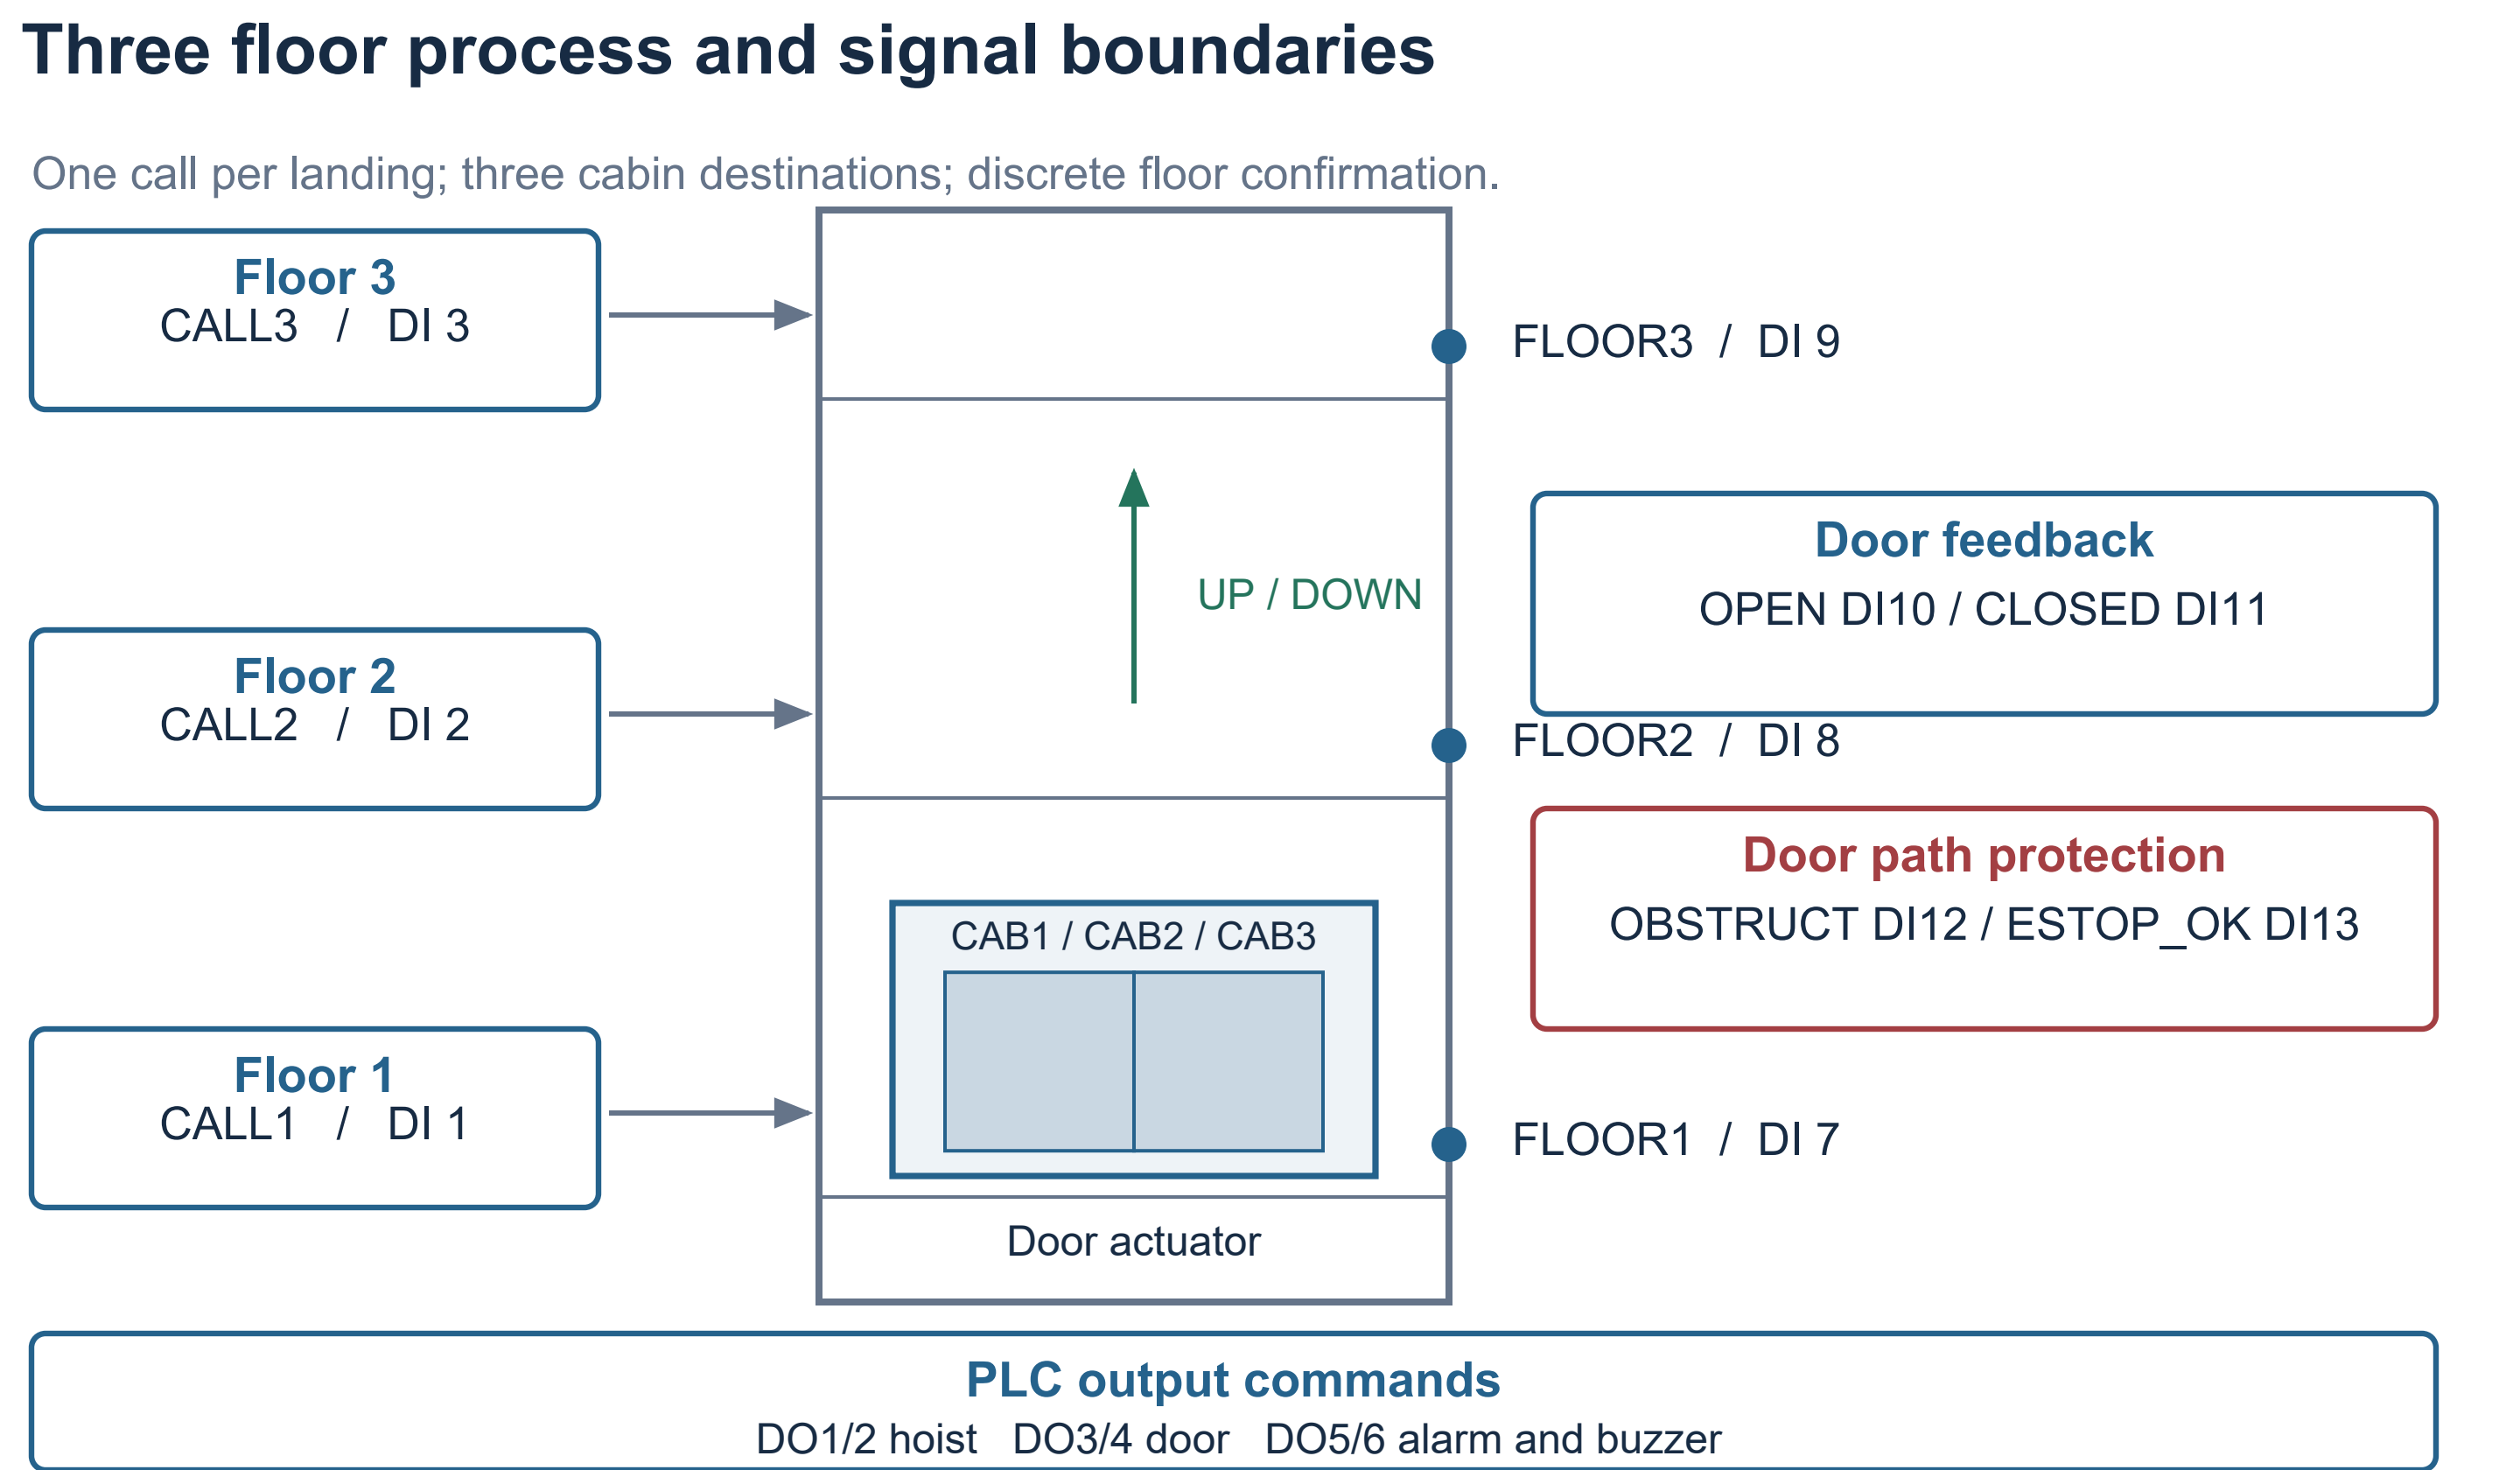 Three floor process and signal boundaries
One call per landing; three cabin destinations; discrete floor confirmation.
Floor 3
CALL3 / DI 3
FLOOR3 / DI 9
Door feedback
OPEN DI10 / CLOSED DI11
UP / DOWN
Floor 2
CALL2 / DI 2
FLOOR2 / DI 8
Door path protection
OBSTRUCT DI12 / ESTOP_OK DI13
CAB1 / CAB2 / CAB3
Floor 1
CALL1 / DI 1
FLOOR1 / DI 7
Door actuator
PLC output commands
DO1/2 hoist DO3/4 door DO5/6 alarm and buzzer